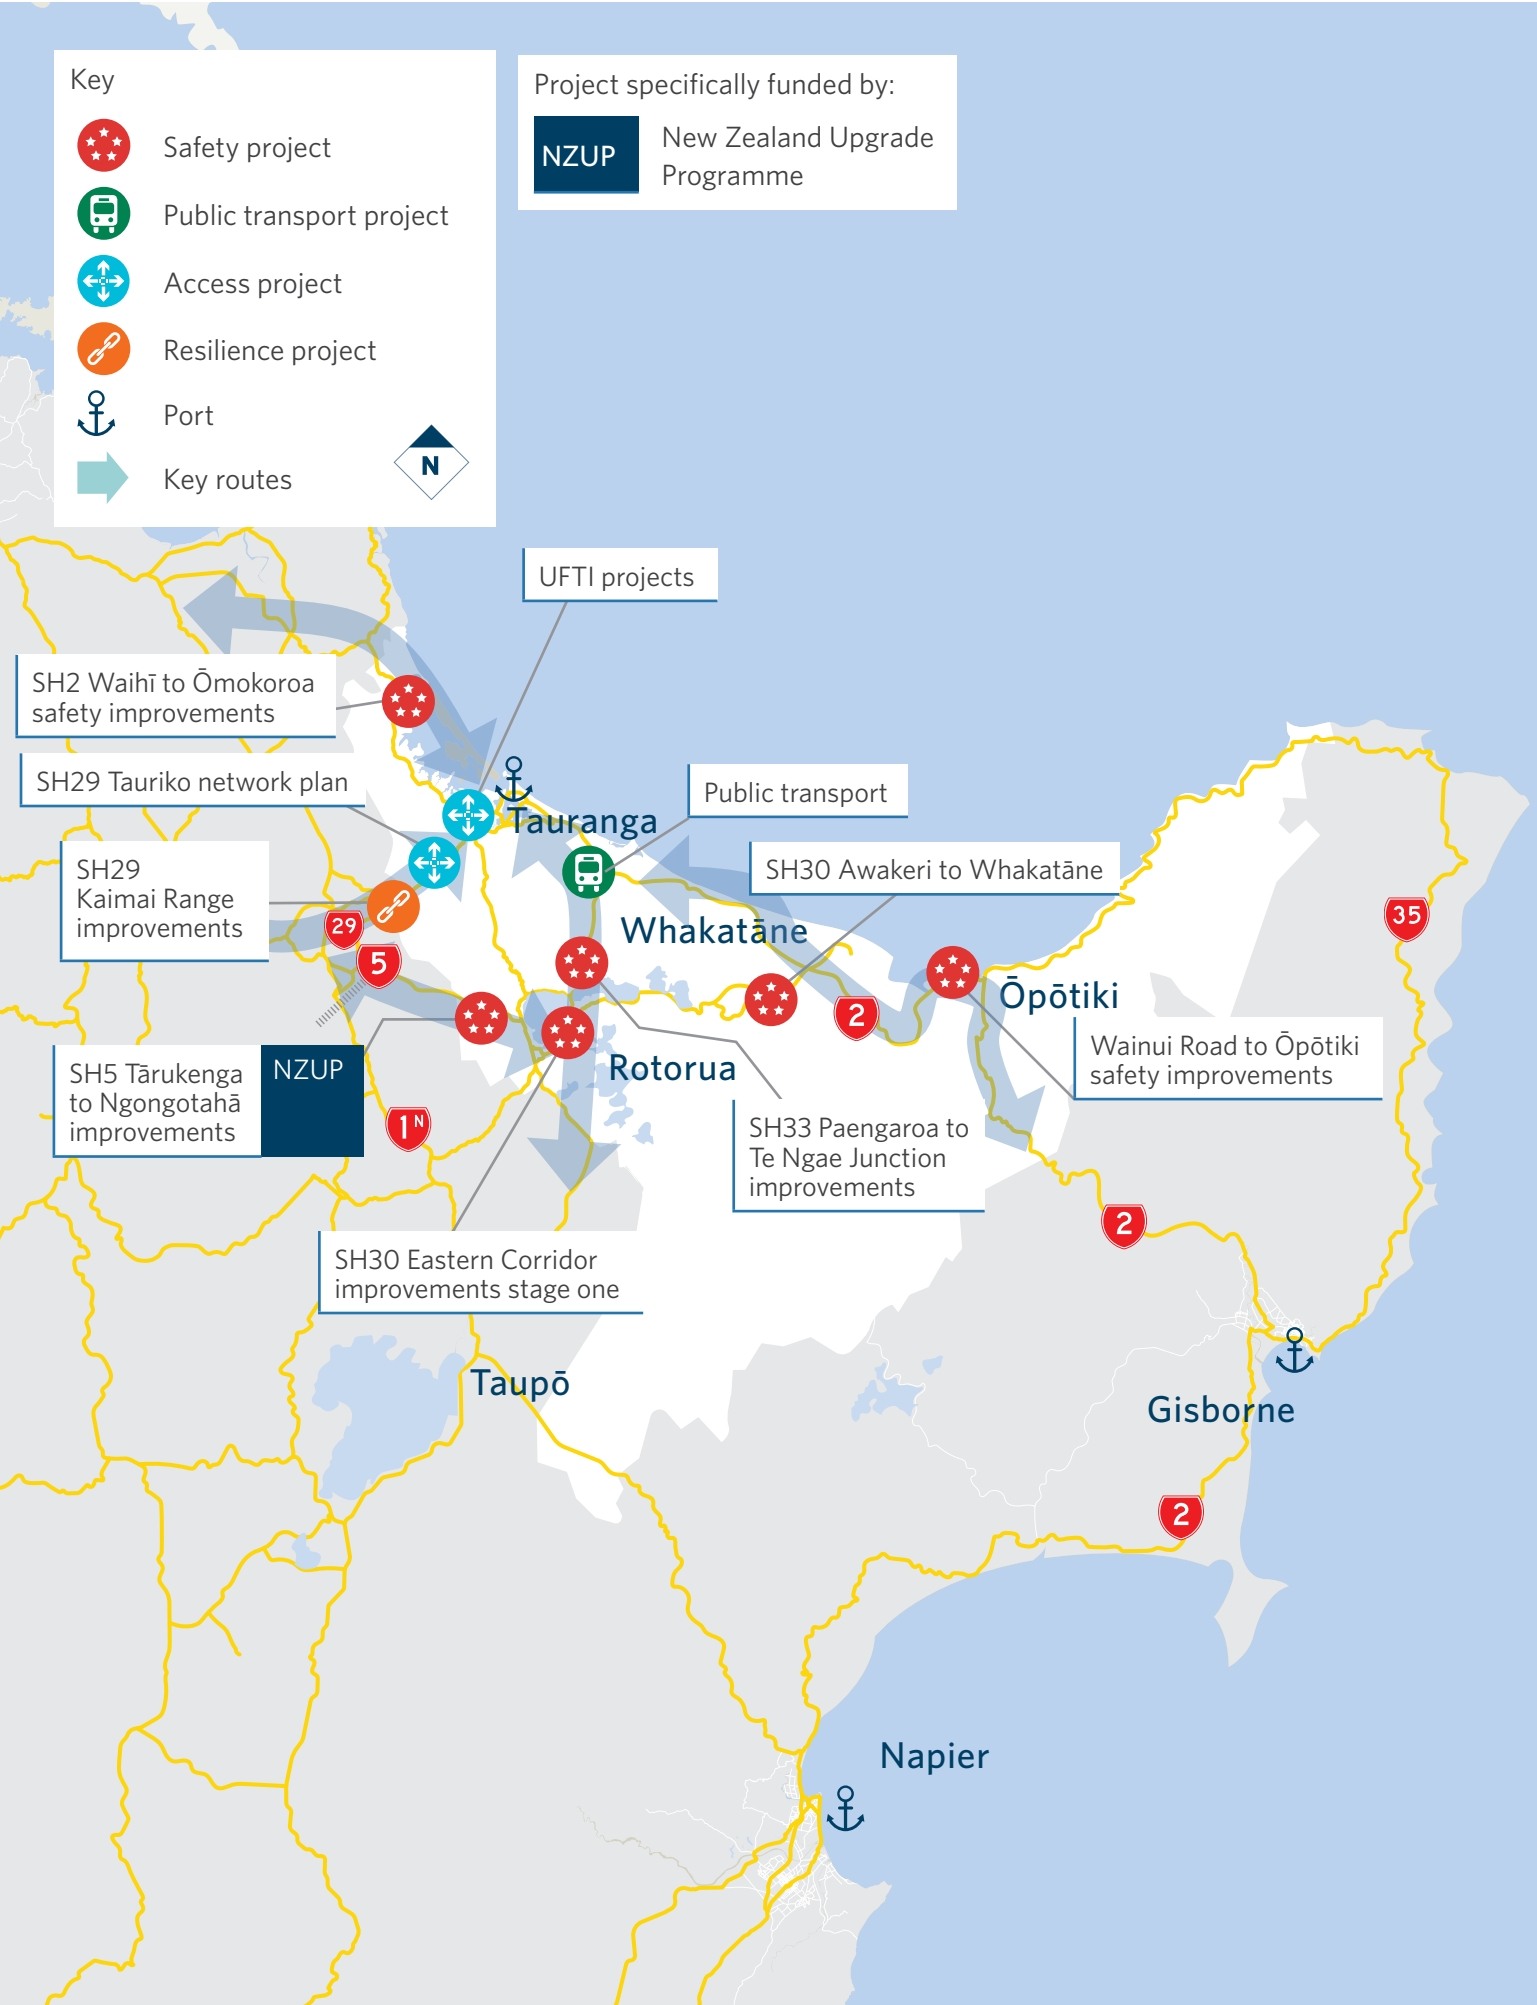 Key
Safety project
Public transport project
Access project
Resilience project
Port
Key routes
N
Project specifically funded by:
NZUP
New Zealand Upgrade
Programme
UFTI projects
SH2 Waihī to Ōmokoroa
safety improvements
SH29 Tauriko network plan
Public transport
Tauranga
SH29
Kaimai Range
improvements
SH30 Awakeri to Whakatāne
29
5
Whakatāne
35
2
Ōpōtiki
Wainui Road to Ōpōtiki
safety improvements
SH5 Tārukenga
to Ngongotahā
improvements
NZUP
Rotorua
1N
SH33 Paengaroa to
Te Ngae Junction
improvements
2
SH30 Eastern Corridor
improvements stage one
Taupō
Gisborne
2
Napier